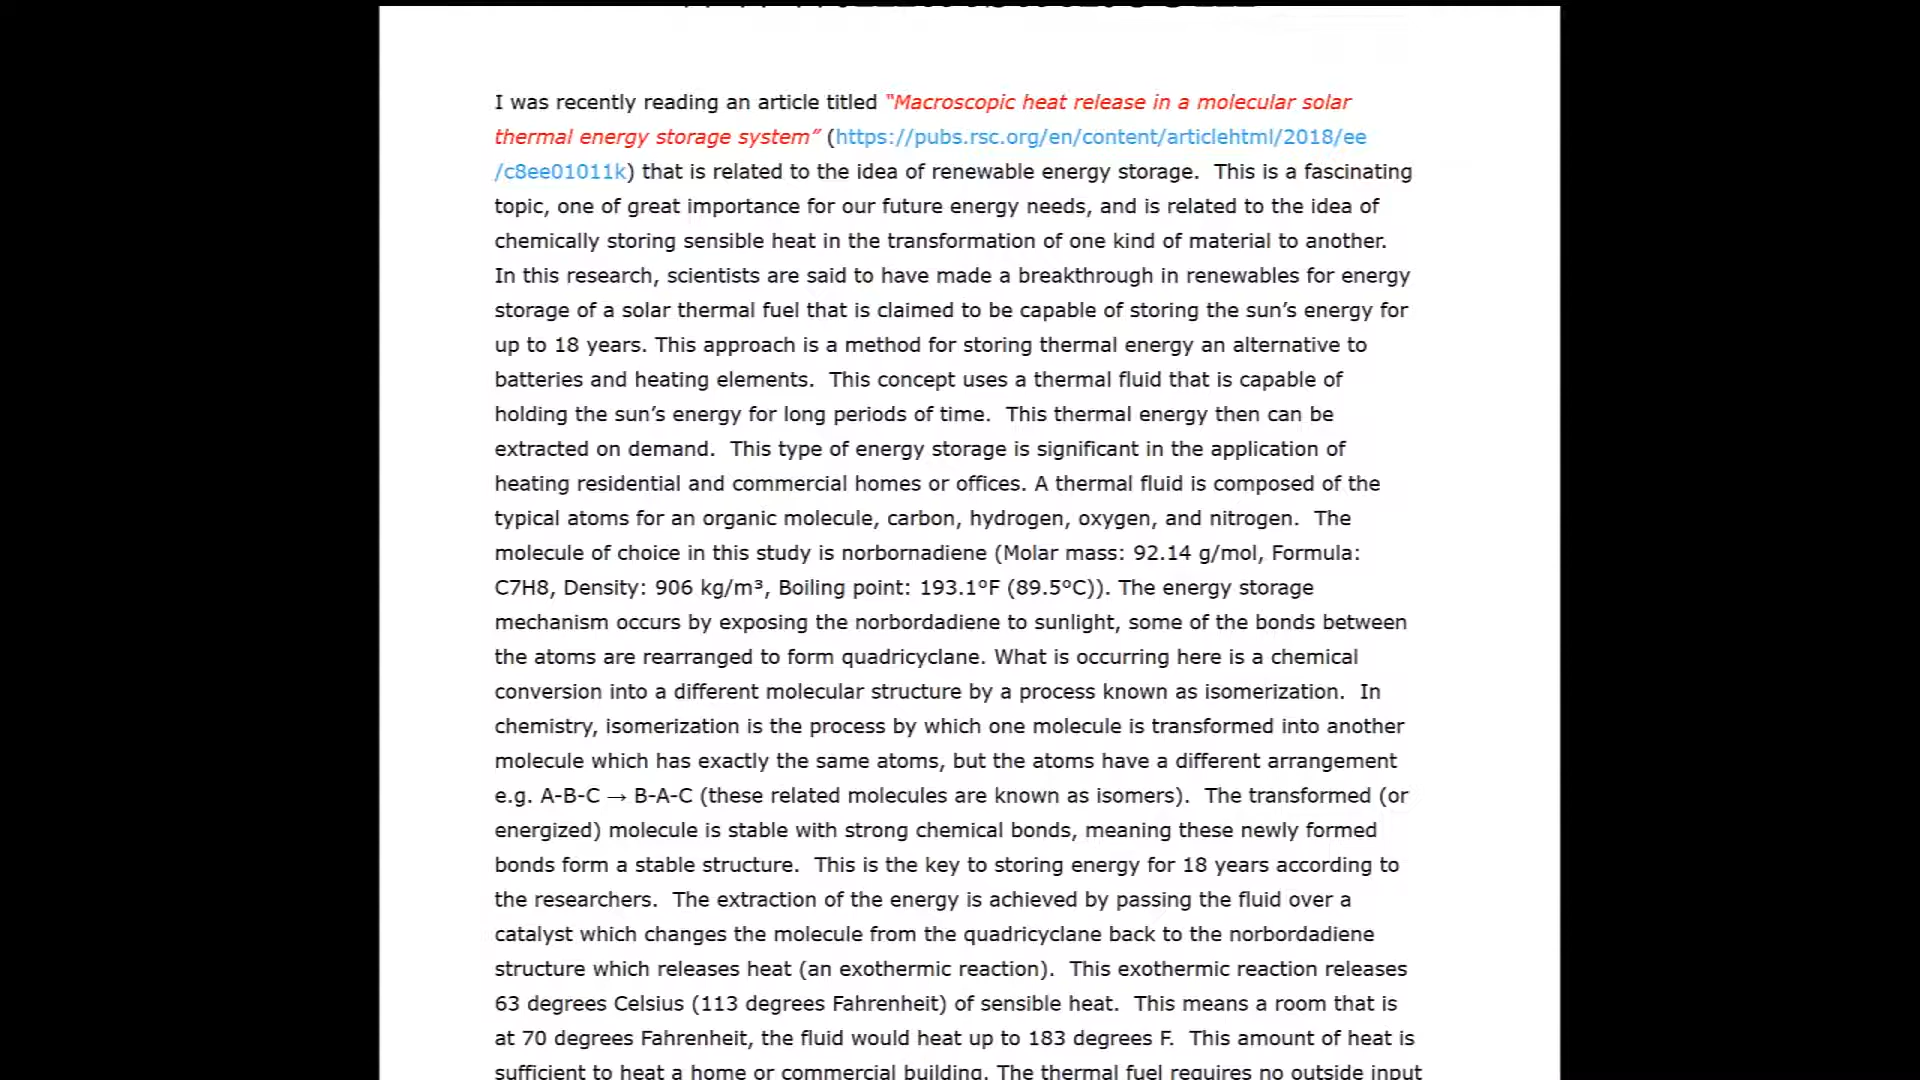 I was recently reading an article titled “Macroscopic heat release in a molecular solar
thermal energy storage system” (https://pubs.rsc.org/en/content/articlehtml/2018/ee
/c8ee01011k) that is related to the idea of renewable energy storage.  This is a fascinating
topic, one of great importance for our future energy needs, and is related to the idea of
chemically storing sensible heat in the transformation of one kind of material to another.
In this research, scientists are said to have made a breakthrough in renewables for energy
storage of a solar thermal fuel that is claimed to be capable of storing the sun’s energy for
up to 18 years. This approach is a method for storing thermal energy an alternative to
batteries and heating elements.  This concept uses a thermal fluid that is capable of
holding the sun’s energy for long periods of time.  This thermal energy then can be
extracted on demand.  This type of energy storage is significant in the application of
heating residential and commercial homes or offices. A thermal fluid is composed of the
typical atoms for an organic molecule, carbon, hydrogen, oxygen, and nitrogen.  The
molecule of choice in this study is norbornadiene (Molar mass: 92.14 g/mol, Formula:
C7H8, Density: 906 kg/m³, Boiling point: 193.1°F (89.5°C)). The energy storage
mechanism occurs by exposing the norbordadiene to sunlight, some of the bonds between
the atoms are rearranged to form quadricyclane. What is occurring here is a chemical
conversion into a different molecular structure by a process known as isomerization.  In
chemistry, isomerization is the process by which one molecule is transformed into another
molecule which has exactly the same atoms, but the atoms have a different arrangement
e.g. A-B-C → B-A-C (these related molecules are known as isomers).  The transformed (or
energized) molecule is stable with strong chemical bonds, meaning these newly formed
bonds form a stable structure.  This is the key to storing energy for 18 years according to
the researchers.  The extraction of the energy is achieved by passing the fluid over a
catalyst which changes the molecule from the quadricyclane back to the norbordadiene
structure which releases heat (an exothermic reaction).  This exothermic reaction releases
63 degrees Celsius (113 degrees Fahrenheit) of sensible heat.  This means a room that is
at 70 degrees Fahrenheit, the fluid would heat up to 183 degrees F.  This amount of heat is
sufficient to heat a home or commercial building. The thermal fuel requires no outside input